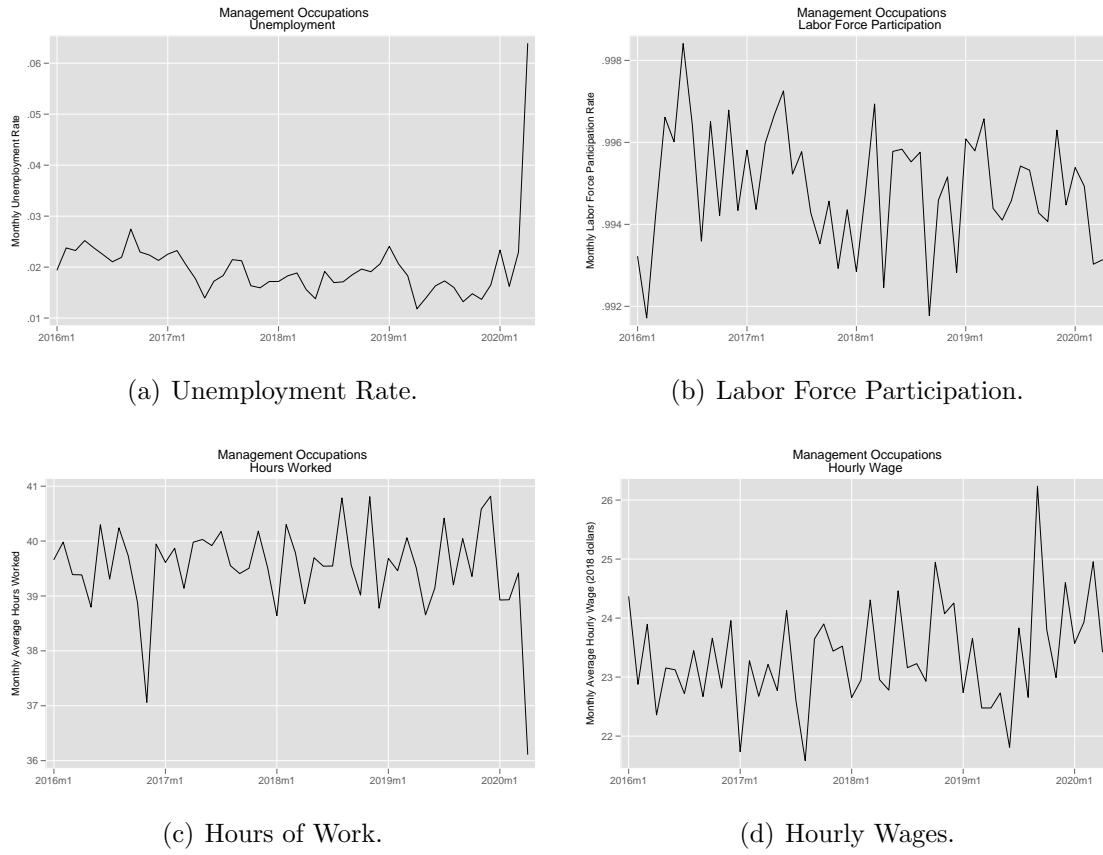 Management Occupations
Unemployment
Monthly Unemployment Rate
.06
.05
.04
.03
.02
.01
2016m1 2017m1 2018m1 2019m1 2020m1
(a) Unemployment Rate.
Management Occupations
Labor Force Participation
Monthly Labor Force Participation Rate
.998
.996
.994
.992
2016m1 2017m1 2018m1 2019m1 2020m1
(b) Labor Force Participation.
Management Occupations
Hours Worked
Monthly Average Hours Worked
41
40
39
38
37
36
2016m1 2017m1 2018m1 2019m1 2020m1
(c) Hours of Work.
Management Occupations
Hourly Wage
Monthly Average Hourly Wage (2018 dollars)
26
25
24
23
22
2016m1 2017m1 2018m1 2019m1 2020m1
(d) Hourly Wages.